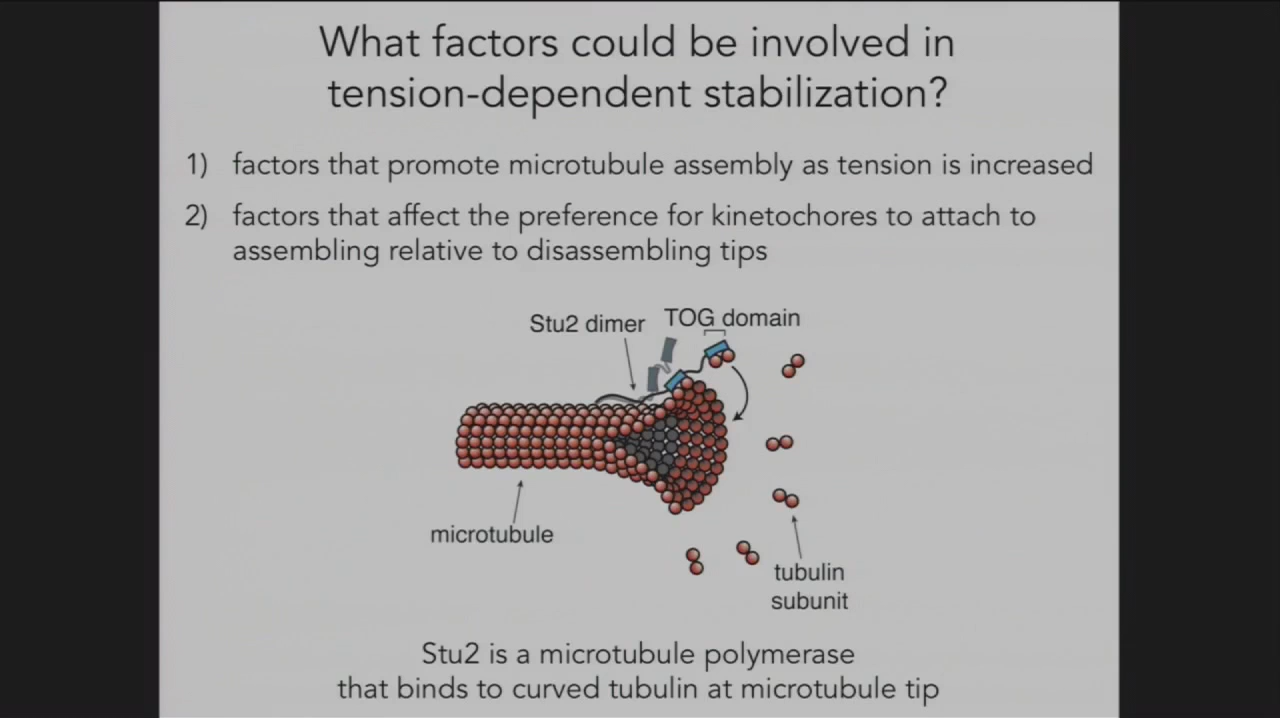 What factors could be involved in
tension-dependent stabilization?
1) factors that promote microtubule assembly as tension is increased
2) factors that affect the preference for kinetochores to attach to
assembling relative to disassembling tips
Stu2 dimer
TOG domain
microtubule
tubulin
subunit
Stu2 is a microtubule polymerase
that binds to curved tubulin at microtubule tip